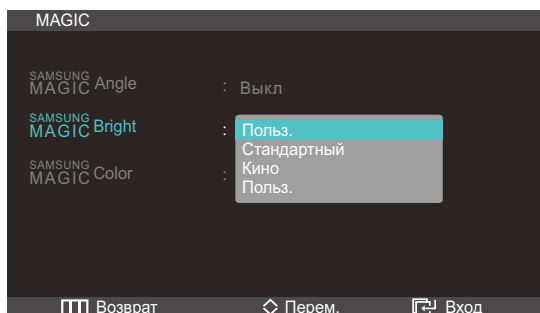 MAGIC
SAMSUNG
MAGIC Angle : Выкл
SAMSUNG
MAGIC Bright : Польз.
Стандартный
Кино
Польз.
SAMSUNG
MAGIC Color :
Возврат Перем. Вход